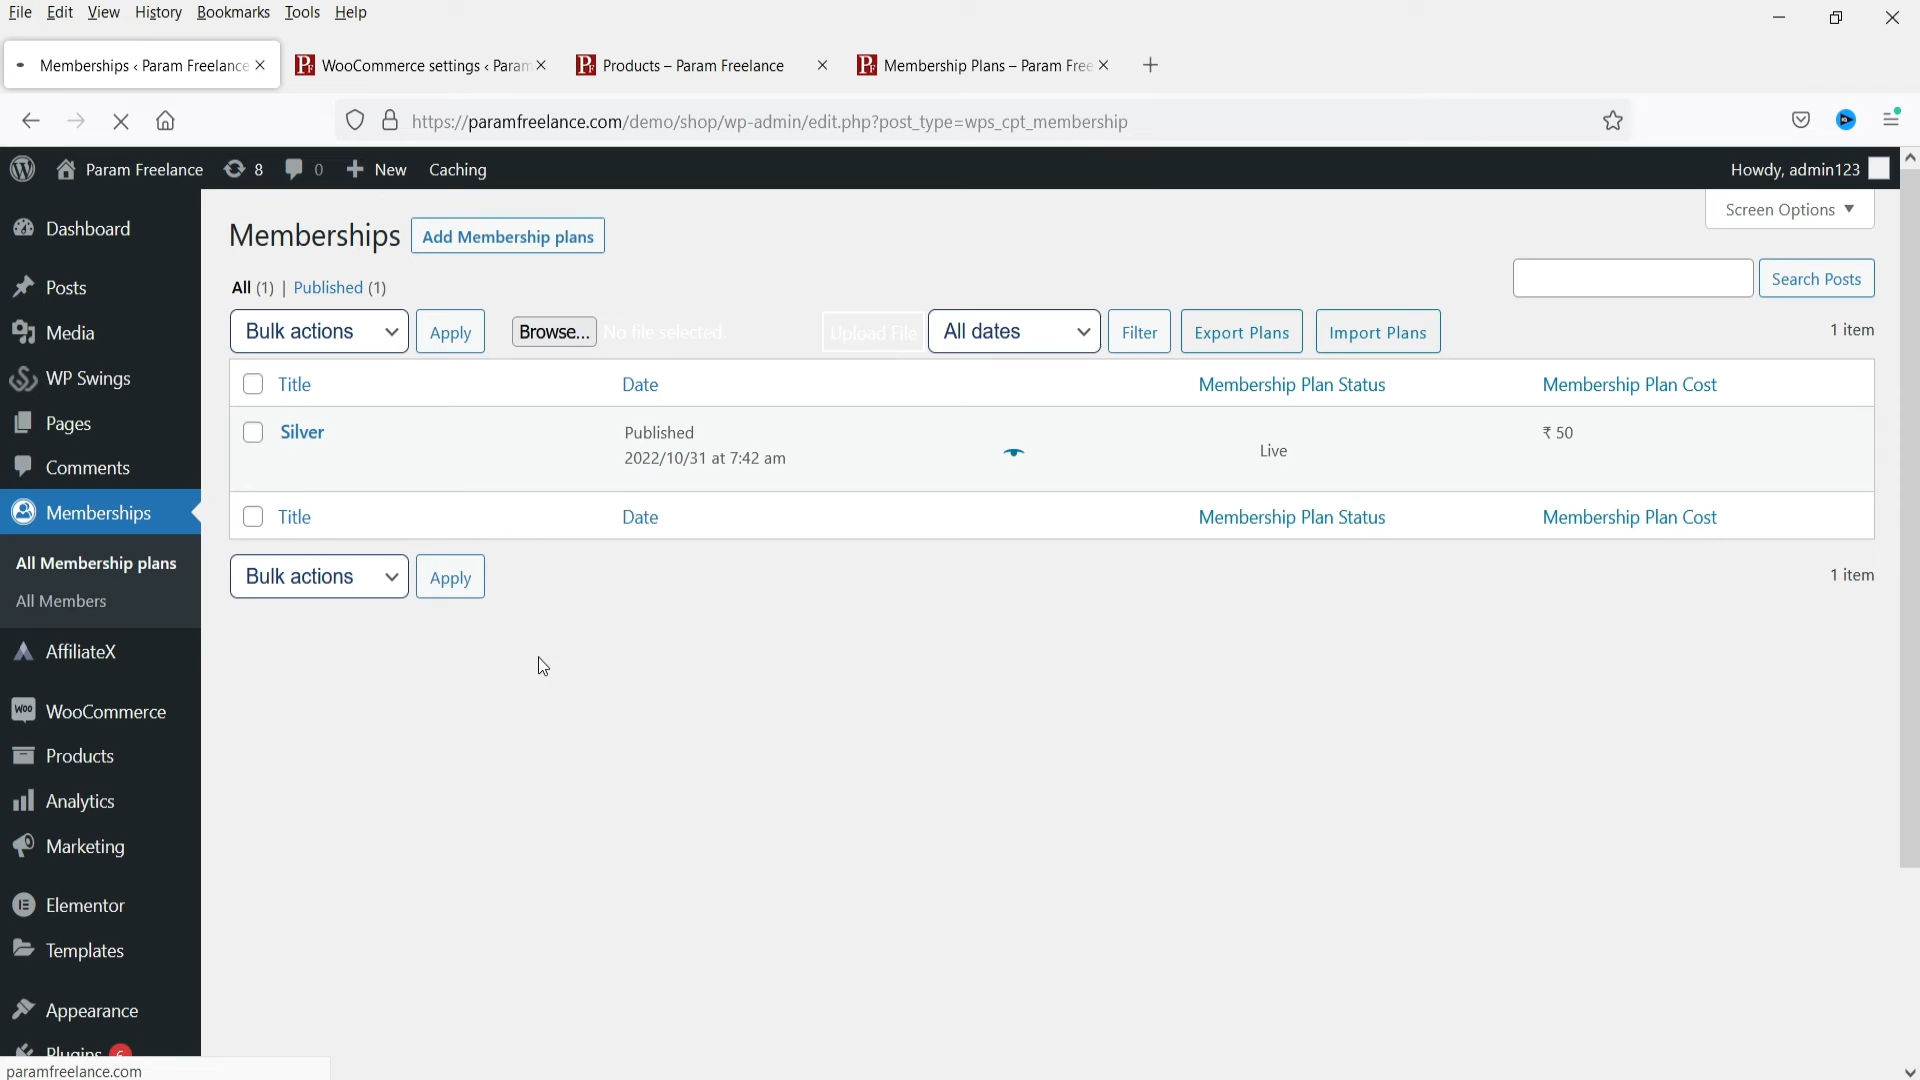 File Edit View History Bookmarks Tools Help
Memberships ‹ Param Freelance
WooCommerce settings ‹ Param
Products – Param Freelance
Membership Plans – Param Free
https://paramfreelance.com/demo/shop/wp-admin/edit.php?post_type=wps_cpt_membership
Param Freelance 8 0 New Caching
Howdy, admin123
Screen Options
Dashboard
Posts
Media
WP Swings
Pages
Comments
Memberships
All Membership plans
All Members
AffiliateX
WooCommerce
Products
Analytics
Marketing
Elementor
Templates
Appearance
Plugins 6
Memberships Add Membership plans
All (1) | Published (1)
Search Posts
Bulk actions Apply Browse... No file selected. Upload File All dates Filter Export Plans Import Plans 1 item
Title Date Membership Plan Status Membership Plan Cost
Silver Published ₹ 50
2022/10/31 at 7:42 am Live
Title Date Membership Plan Status Membership Plan Cost
Bulk actions Apply 1 item
paramfreelance.com